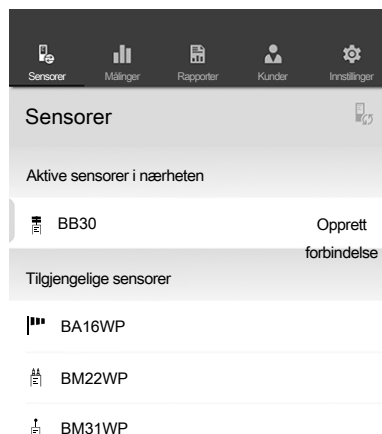 Sensorer Målinger Rapporter Kunder Innstillinger
Sensorer
Aktive sensorer i nærheten
BB30 Opprett
forbindelse
Tilgjengelige sensorer
BA16WP
BM22WP
BM31WP